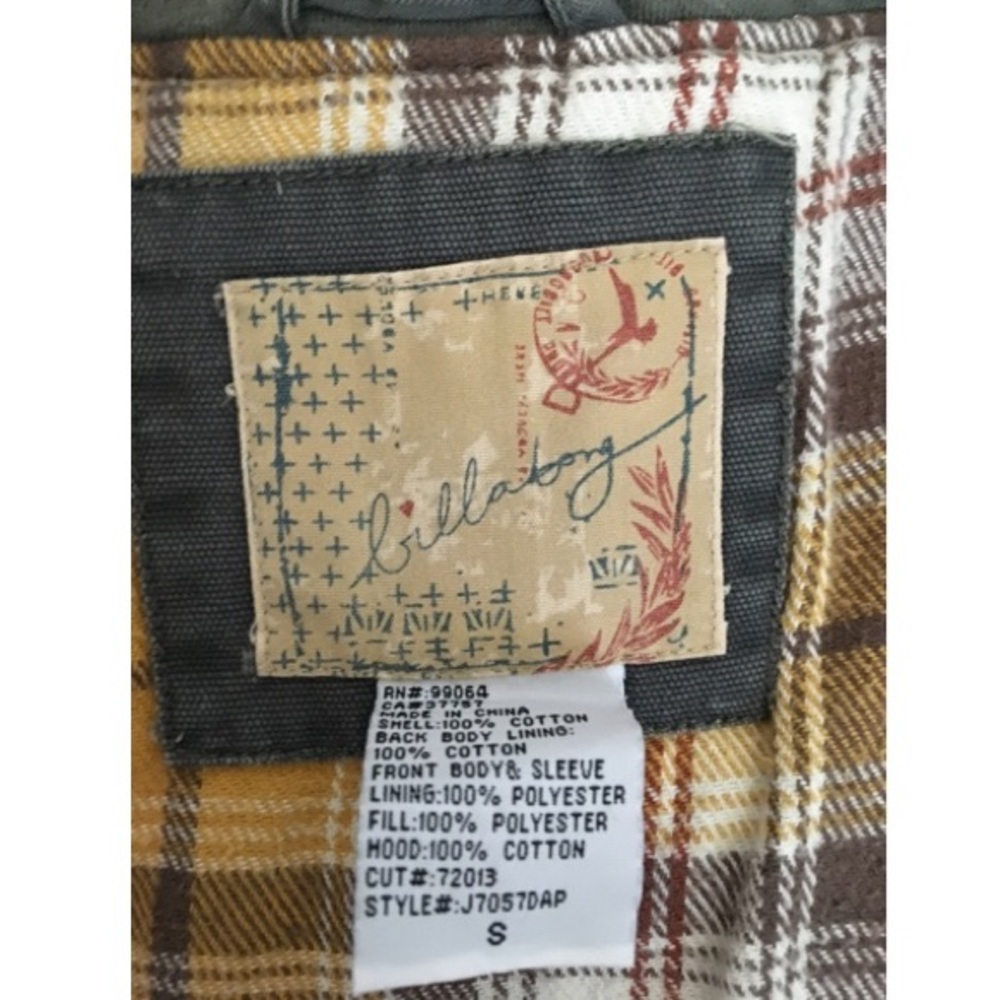 billabong
RN#:99064
CA#37757
MADE IN CHINA
SHELL:100% COTTON
BACK BODY LINING:
100% COTTON
FRONT BODY& SLEEVE
LINING:100% POLYESTER
FILL:100% POLYESTER
HOOD:100% COTTON
CUT#:72013
STYLE#:J7057DAP
S